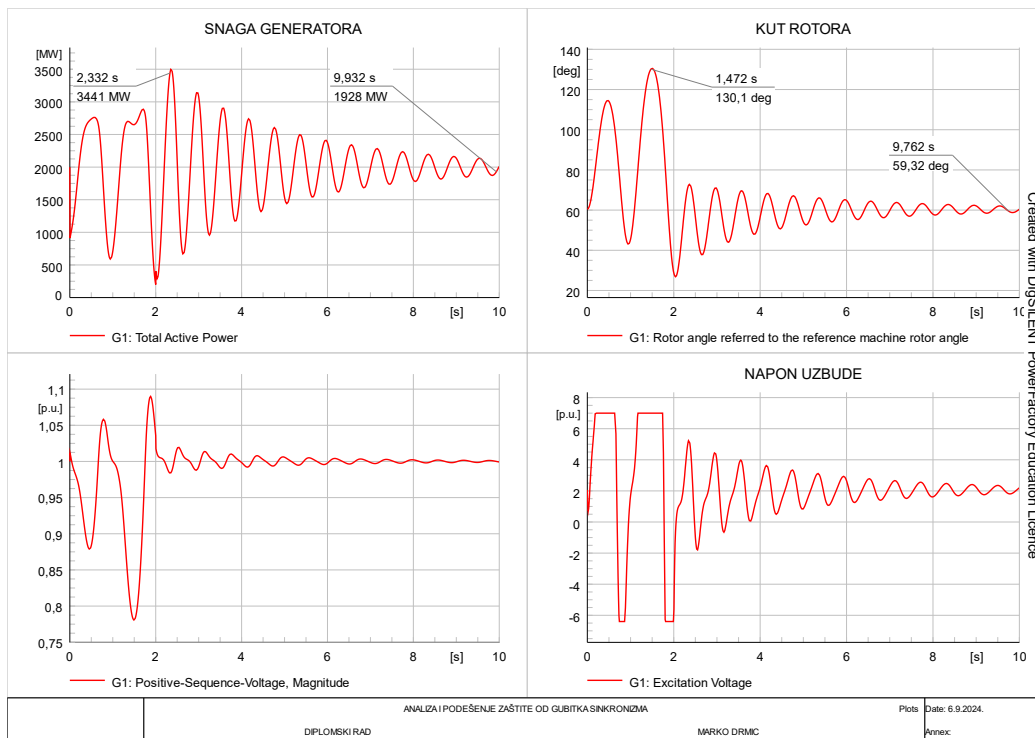 SNAGA GENERATORA
[MW]
3500
3000
2500
2000
1500
1000
500
0
2,332 s
3441 MW
9,932 s
1928 MW
0 2 4 6 8 [s] 10
G1: Total Active Power
KUT ROTORA
140
[deg]
120
100
80
60
40
20
1,472 s
130,1 deg
9,762 s
59,32 deg
0 2 4 6 8 [s] 10
G1: Rotor angle referred to the reference machine rotor angle
1,1
[p.u.]
1,05
1
0,95
0,9
0,85
0,8
0,75
0 2 4 6 8 [s] 10
G1: Positive-Sequence-Voltage, Magnitude
NAPON UZBUDE
8
[p.u.]
6
4
2
0
-2
-4
-6
0 2 4 6 8 [s] 10
G1: Excitation Voltage
Created with DIgSILENT PowerFactory Education Licence
ANALIZA I PODEŠENJE ZAŠTITE OD GUBITKA SINKRONIZMA
Plots
Date: 6.9.2024.
DIPLOMSKI RAD
MARKO DRMIC
Annex: